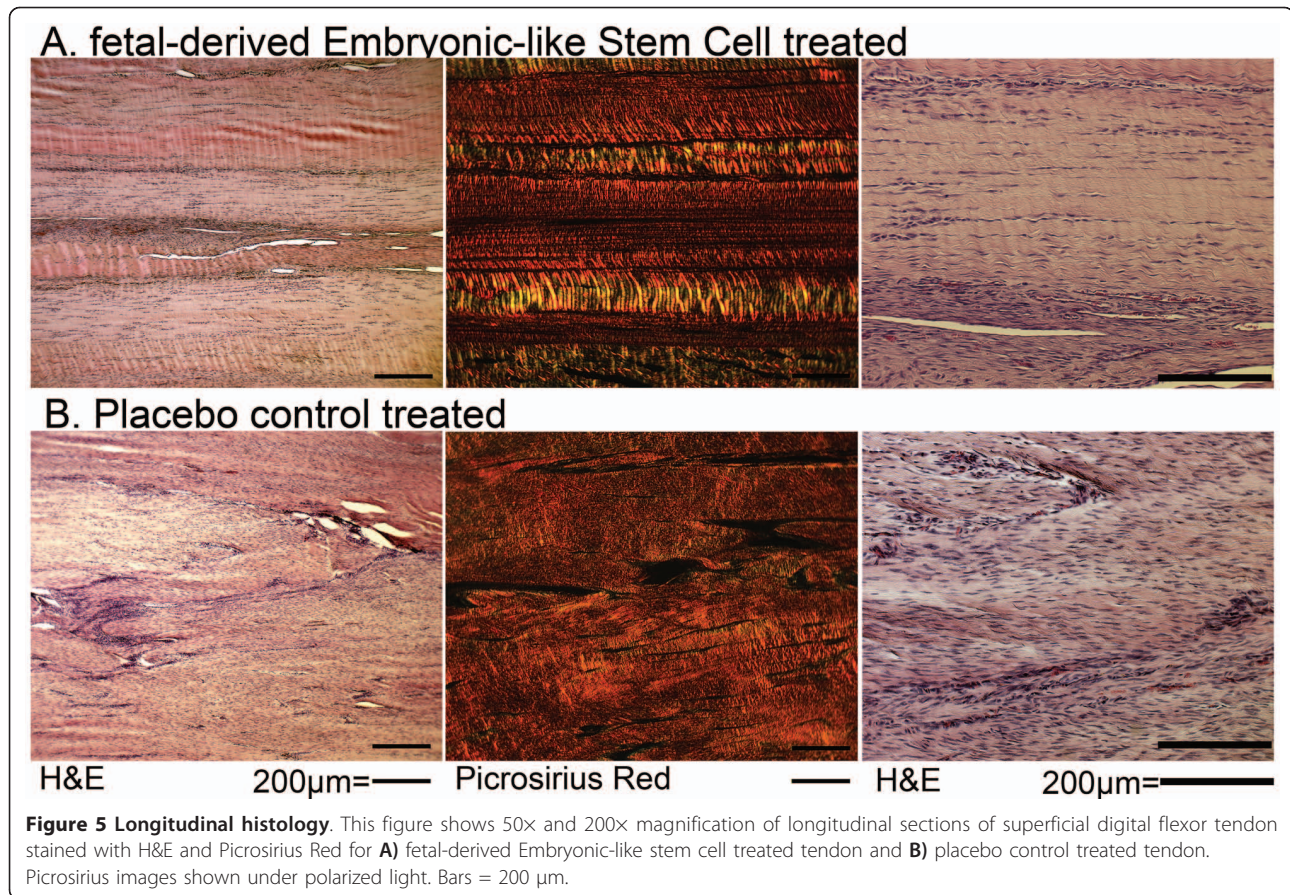 A. fetal-derived Embryonic-like Stem Cell treated
B. Placebo control treated
H&E 200µm= Picrosirius Red H&E
Figure 5 Longitudinal histology. This figure shows 50× and 200× magnification of longitudinal sections of superficial digital flexor tendon
stained with H&E and Picrosirius Red for A) fetal-derived Embryonic-like stem cell treated tendon and B) placebo control treated tendon.
Picrosirius images shown under polarized light. Bars = 200 µm.